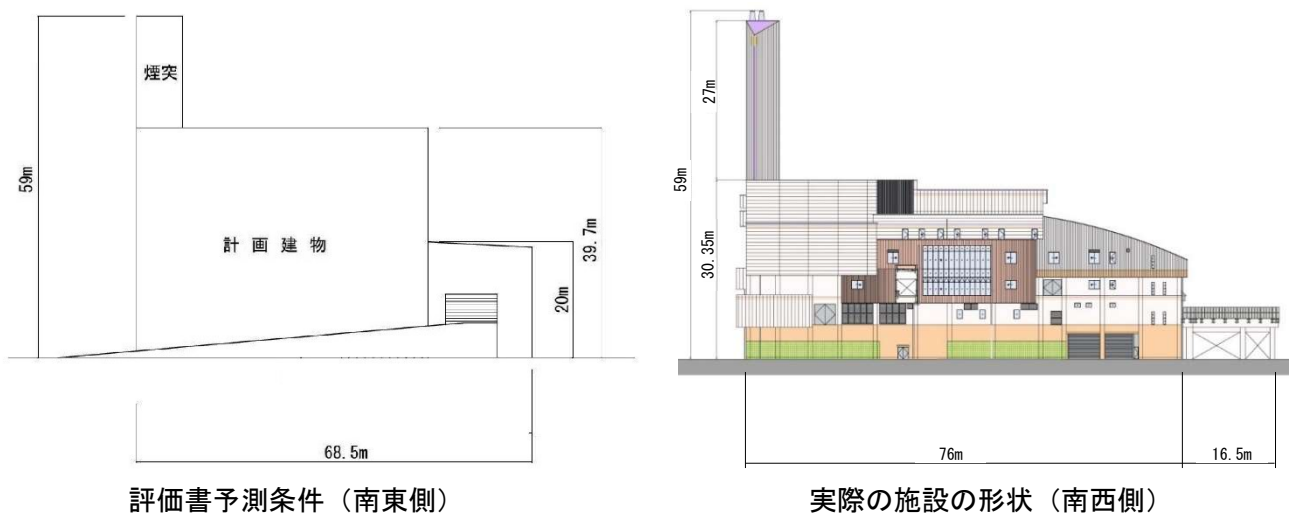 煙突
59m
計画建物
39.7m
20m
68.5m
評価書予測条件（南東側）
27m
59m
30.35m
76m
16.5m
実際の施設の形状（南西側）